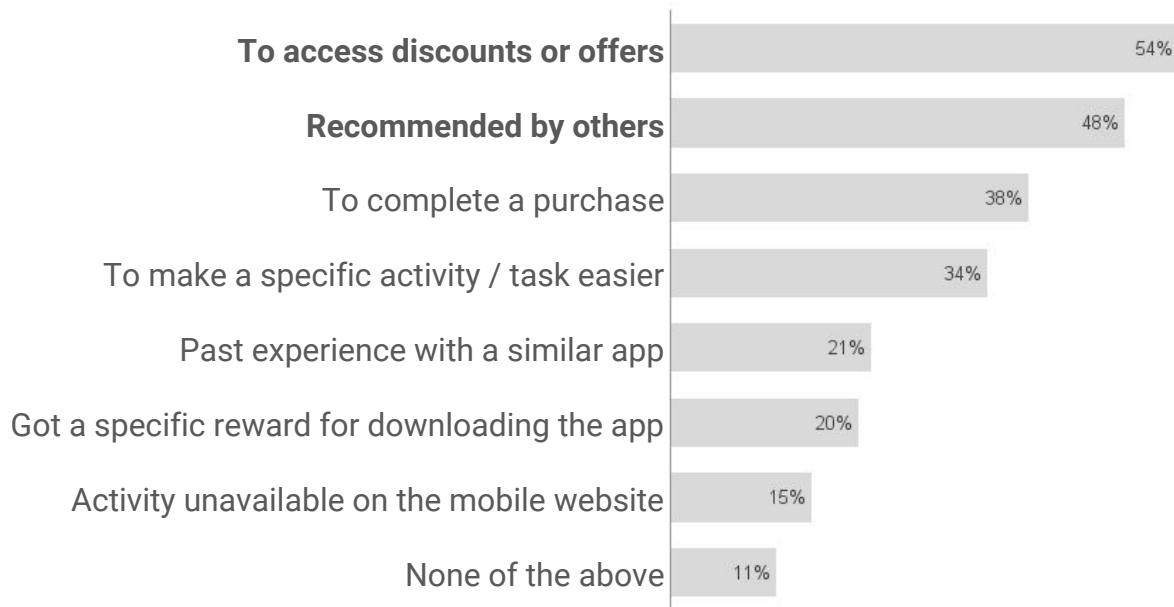 To access discounts or offers 54%
Recommended by others 48%
To complete a purchase 38%
To make a specific activity / task easier 34%
Past experience with a similar app 21%
Got a specific reward for downloading the app 20%
Activity unavailable on the mobile website 15%
None of the above 11%